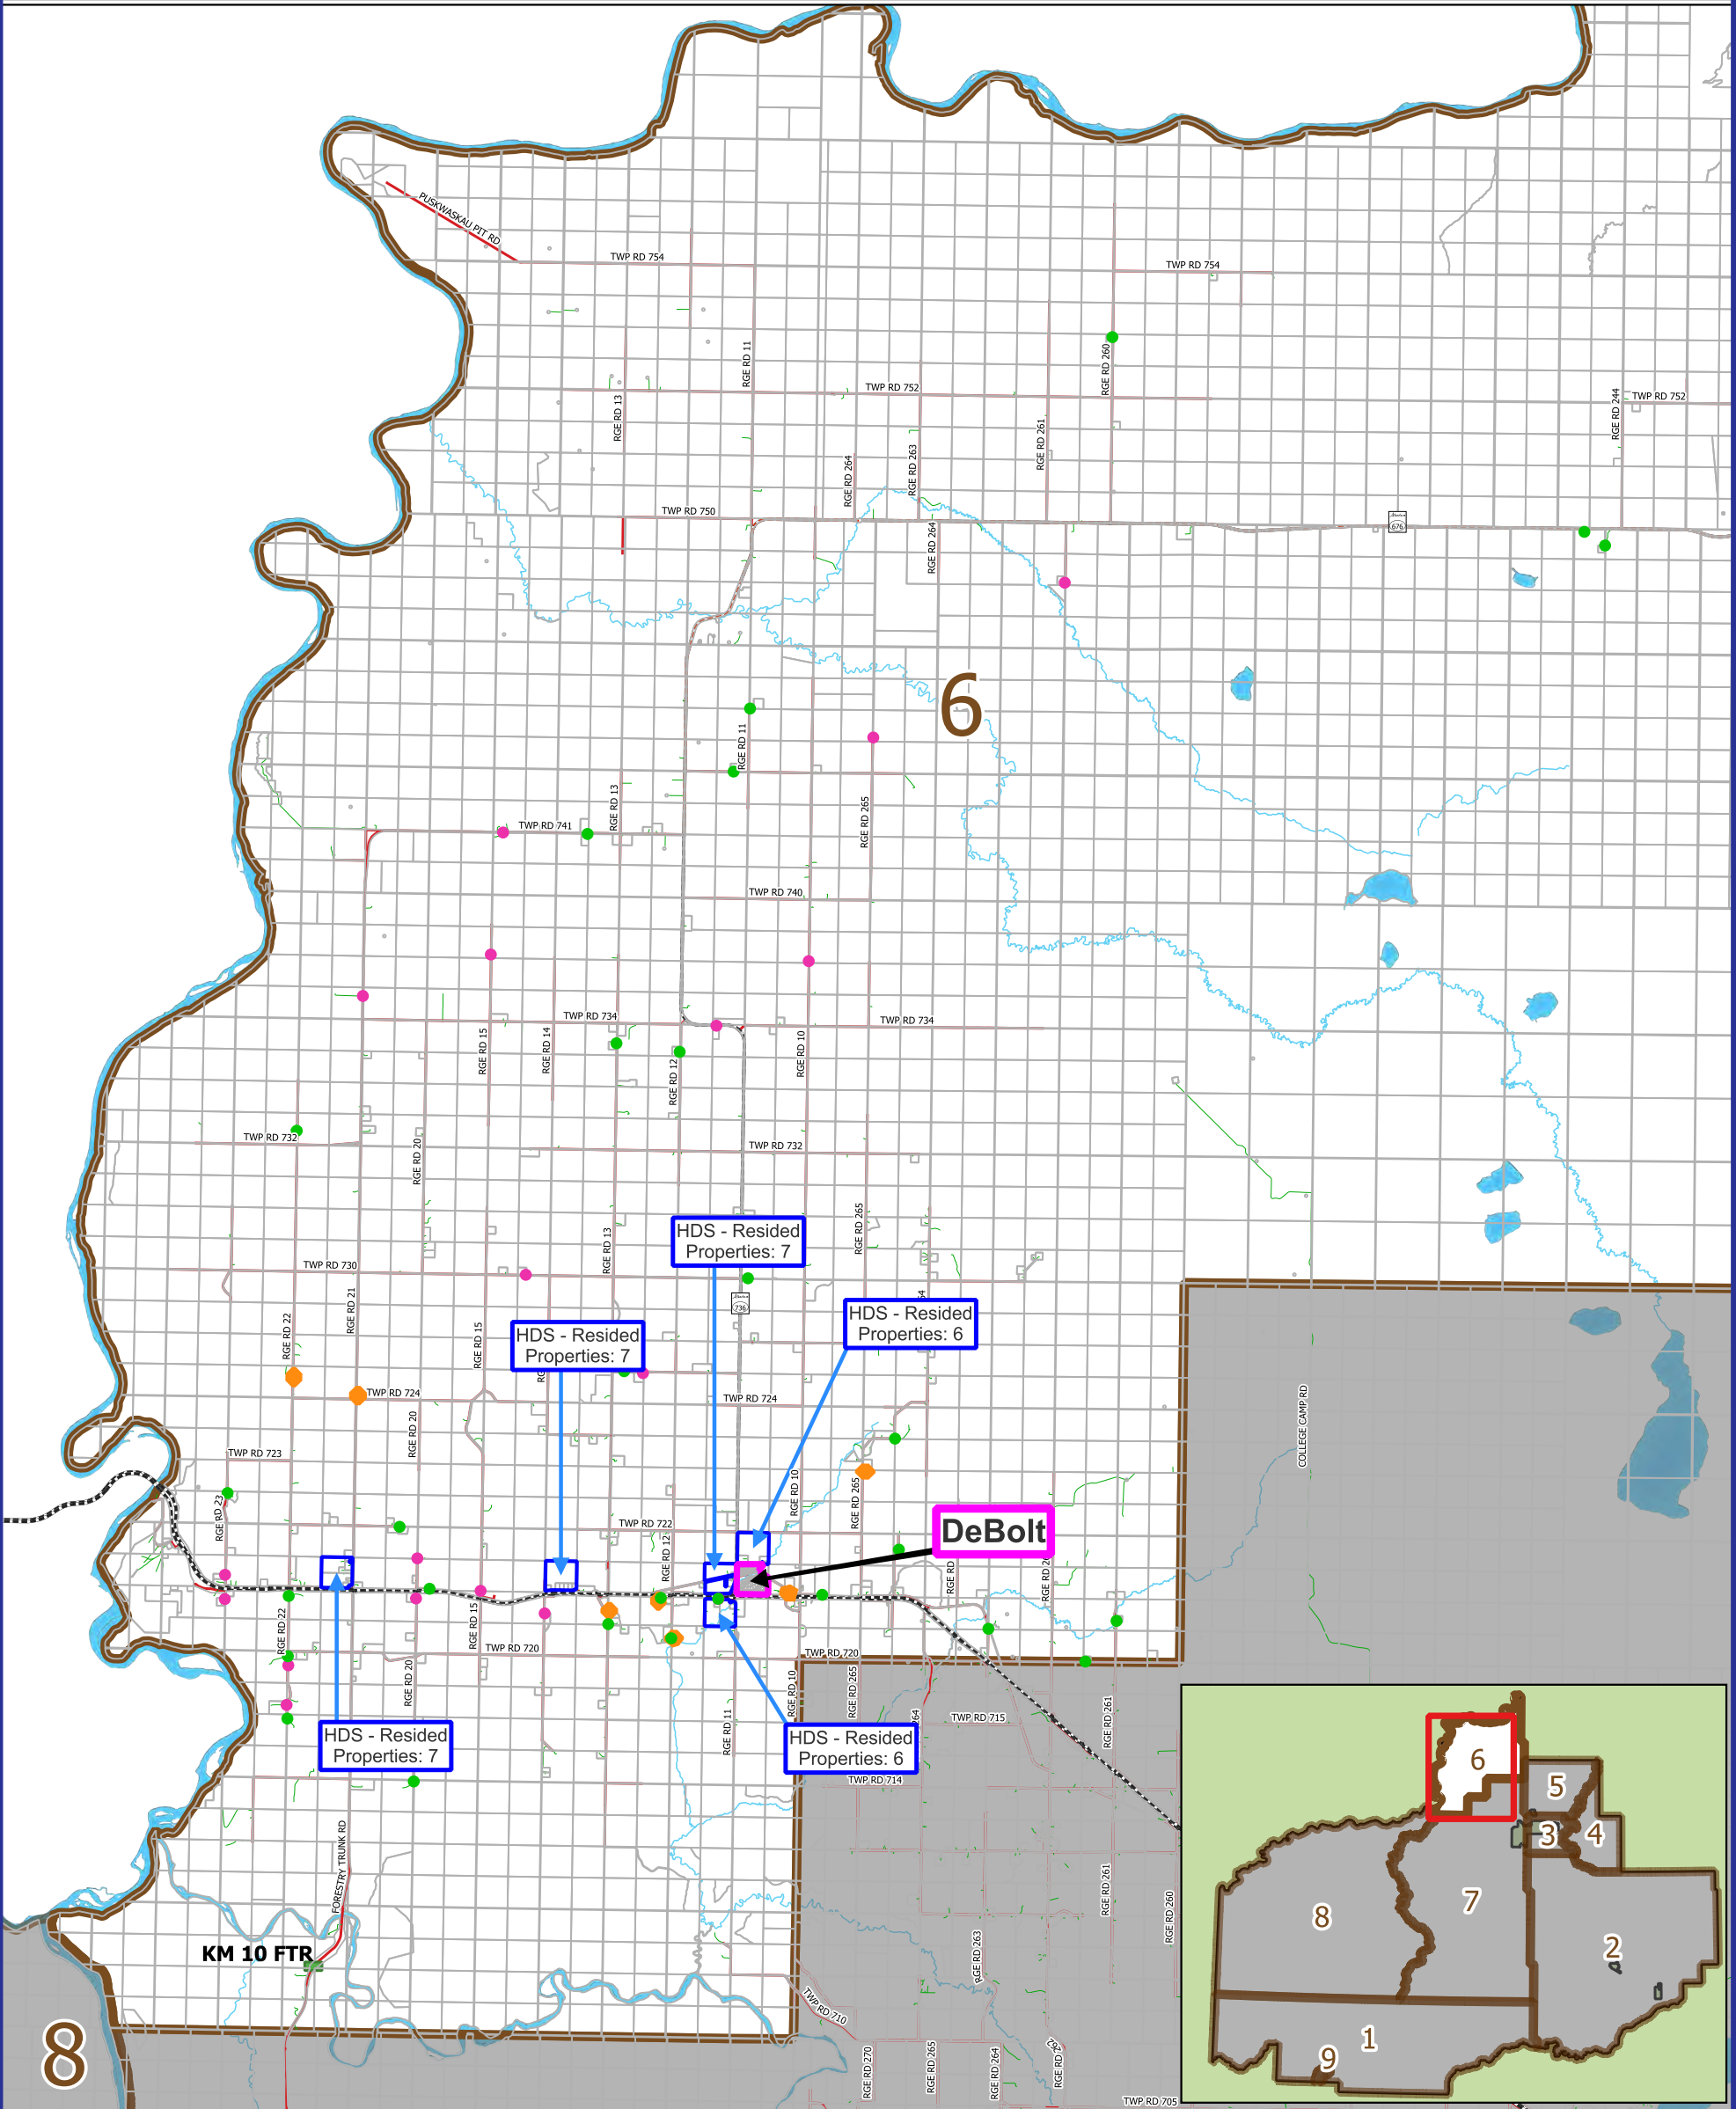 PUSKWASKAU PIT RD
TWP RD 754
TWP RD 754
RGE RD 11
RGE RD 260
TWP RD 752
RGE RD 13
RGE RD 244
TWP RD 752
RGE RD 261
RGE RD 263
RGE RD 264
TWP RD 750
RGE RD 264
676
6
RGE RD 11
RGE RD 13
RGE RD 265
TWP RD 741
TWP RD 740
TWP RD 734
TWP RD 734
RGE RD 15
RGE RD 14
RGE RD 10
RGE RD 12
TWP RD 732
RGE RD 20
TWP RD 732
RGE RD 265
RGE RD 13
HDS - Resided
Properties: 7
TWP RD 730
RGE RD 21
736
RGE RD 22
RGE RD 15
HDS - Resided
Properties: 6
HDS - Resided
Properties: 7
TWP RD 724
TWP RD 724
RGE RD 20
COLLEGE CAMP RD
TWP RD 723
RGE RD 10
RGE RD 265
RGE RD 23
TWP RD 722
RGE RD 12
DeBolt
RGE RD
RGE RD 22
RGE RD 15
TWP RD 720
TWP RD 720
RGE RD 20
RGE RD 10
RGE RD 265
RGE RD 11
264
TWP RD 715
RGE RD 261
HDS - Resided
Properties: 7
HDS - Resided
Properties: 6
TWP RD 714
FORESTRY TRUNK RD
RGE RD 261
RGE RD 260
KM 10 FTR
RGE RD 263
TWP RD 710
RGE RD 270
RGE RD 265
RGE RD 264
RGE RD
TWP RD 705
8
6
5
3
4
7
8
2
1
9